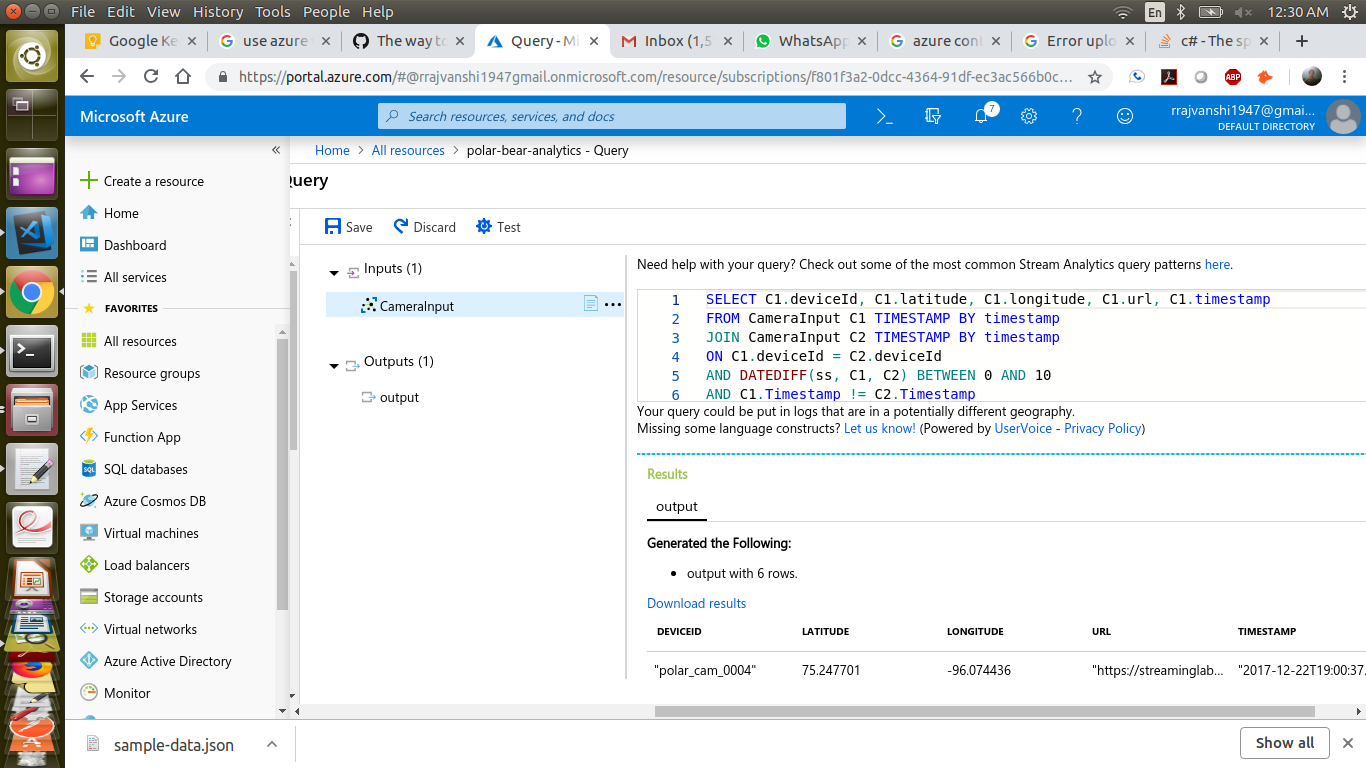 File Edit View History Tools People Help
En
12:30 AM
Google Ke
use azure
The way to
Query - Mi
Inbox (1,5
WhatsApp
azure con
Error uplo
c# - The sp
https://portal.azure.com/#@rrajvanshi1947gmail.onmicrosoft.com/resource/subscriptions/f801f3a2-0dcc-4364-91df-ec3ac566b0c...
ABP
Microsoft Azure
Search resources, services, and docs
7
rrajvanshi1947@gmai...
DEFAULT DIRECTORY
«
Create a resource
Home
Dashboard
All services
FAVORITES
All resources
Resource groups
App Services
Function App
SQL databases
Azure Cosmos DB
Virtual machines
Load balancers
Storage accounts
Virtual networks
Azure Active Directory
Monitor
Home > All resources > polar-bear-analytics - Query
Query
Save Discard Test
Inputs (1)
CameraInput
Outputs (1)
output
Need help with your query? Check out some of the most common Stream Analytics query patterns here.
1 SELECT C1.deviceId, C1.latitude, C1.longitude, C1.url, C1.timestamp
2 FROM CameraInput C1 TIMESTAMP BY timestamp
3 JOIN CameraInput C2 TIMESTAMP BY timestamp
4 ON C1.deviceId = C2.deviceId
5 AND DATEDIFF(ss, C1, C2) BETWEEN 0 AND 10
6 AND C1.Timestamp != C2.Timestamp
Your query could be put in logs that are in a potentially different geography.
Missing some language constructs? Let us know! (Powered by UserVoice - Privacy Policy)
Results
output
Generated the Following:
output with 6 rows.
Download results
DEVICEID LATITUDE LONGITUDE URL TIMESTAMP
"polar_cam_0004" 75.247701 -96.074436 "https://streaminglab... "2017-12-22T19:00:37.
sample-data.json
Show all